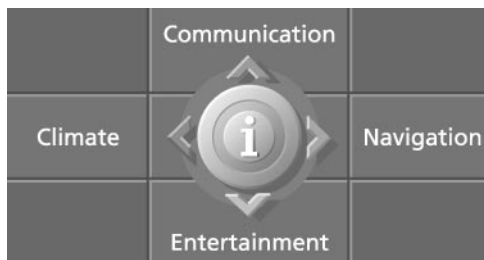 Communication
Climate
i
Navigation
Entertainment